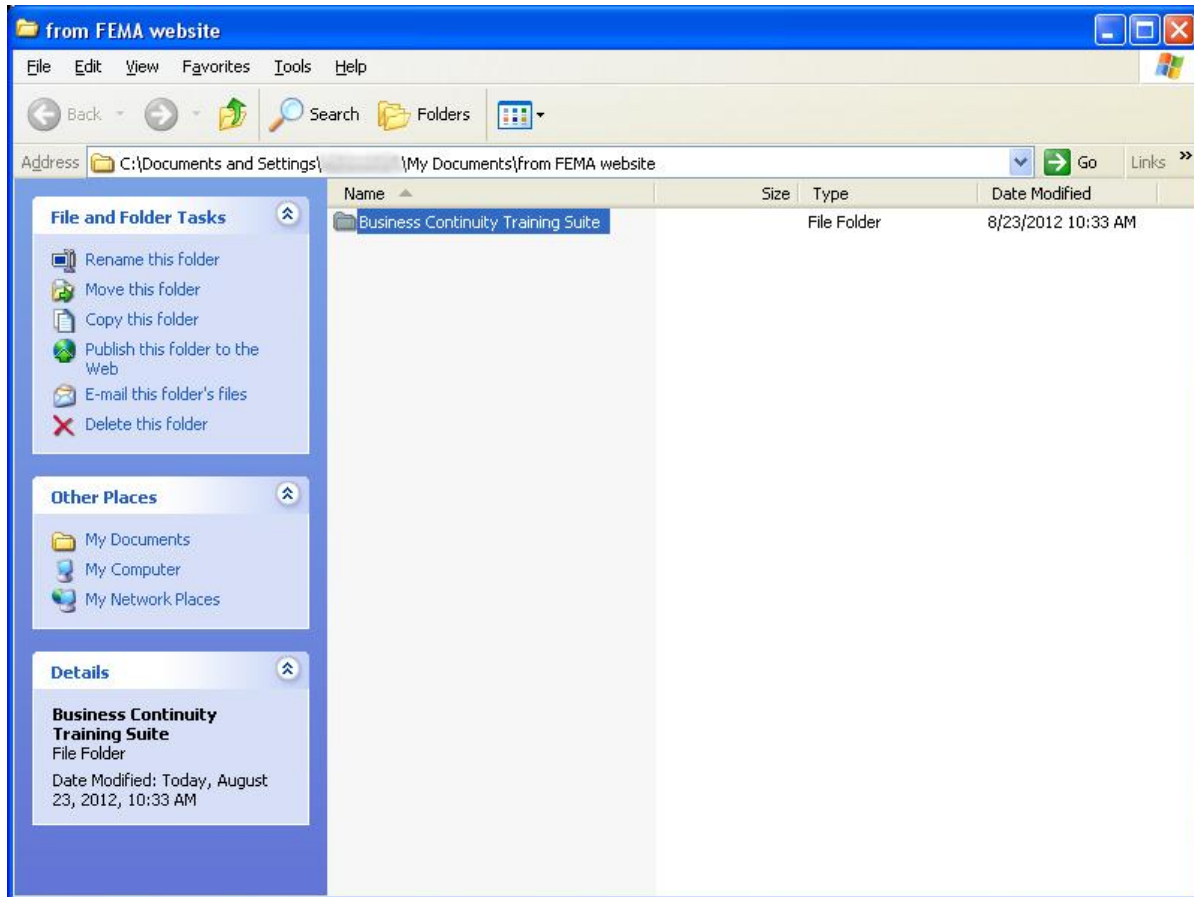 from FEMA website
File Edit View Favorites Tools Help
Back Search Folders
Address C:\Documents and Settings\ \My Documents\from FEMA website Go Links »
Name Size Type Date Modified
Business Continuity Training Suite File Folder 8/23/2012 10:33 AM
File and Folder Tasks
Rename this folder
Move this folder
Copy this folder
Publish this folder to the
Web
E-mail this folder's files
Delete this folder
Other Places
My Documents
My Computer
My Network Places
Details
Business Continuity
Training Suite
File Folder
Date Modified: Today, August
23, 2012, 10:33 AM